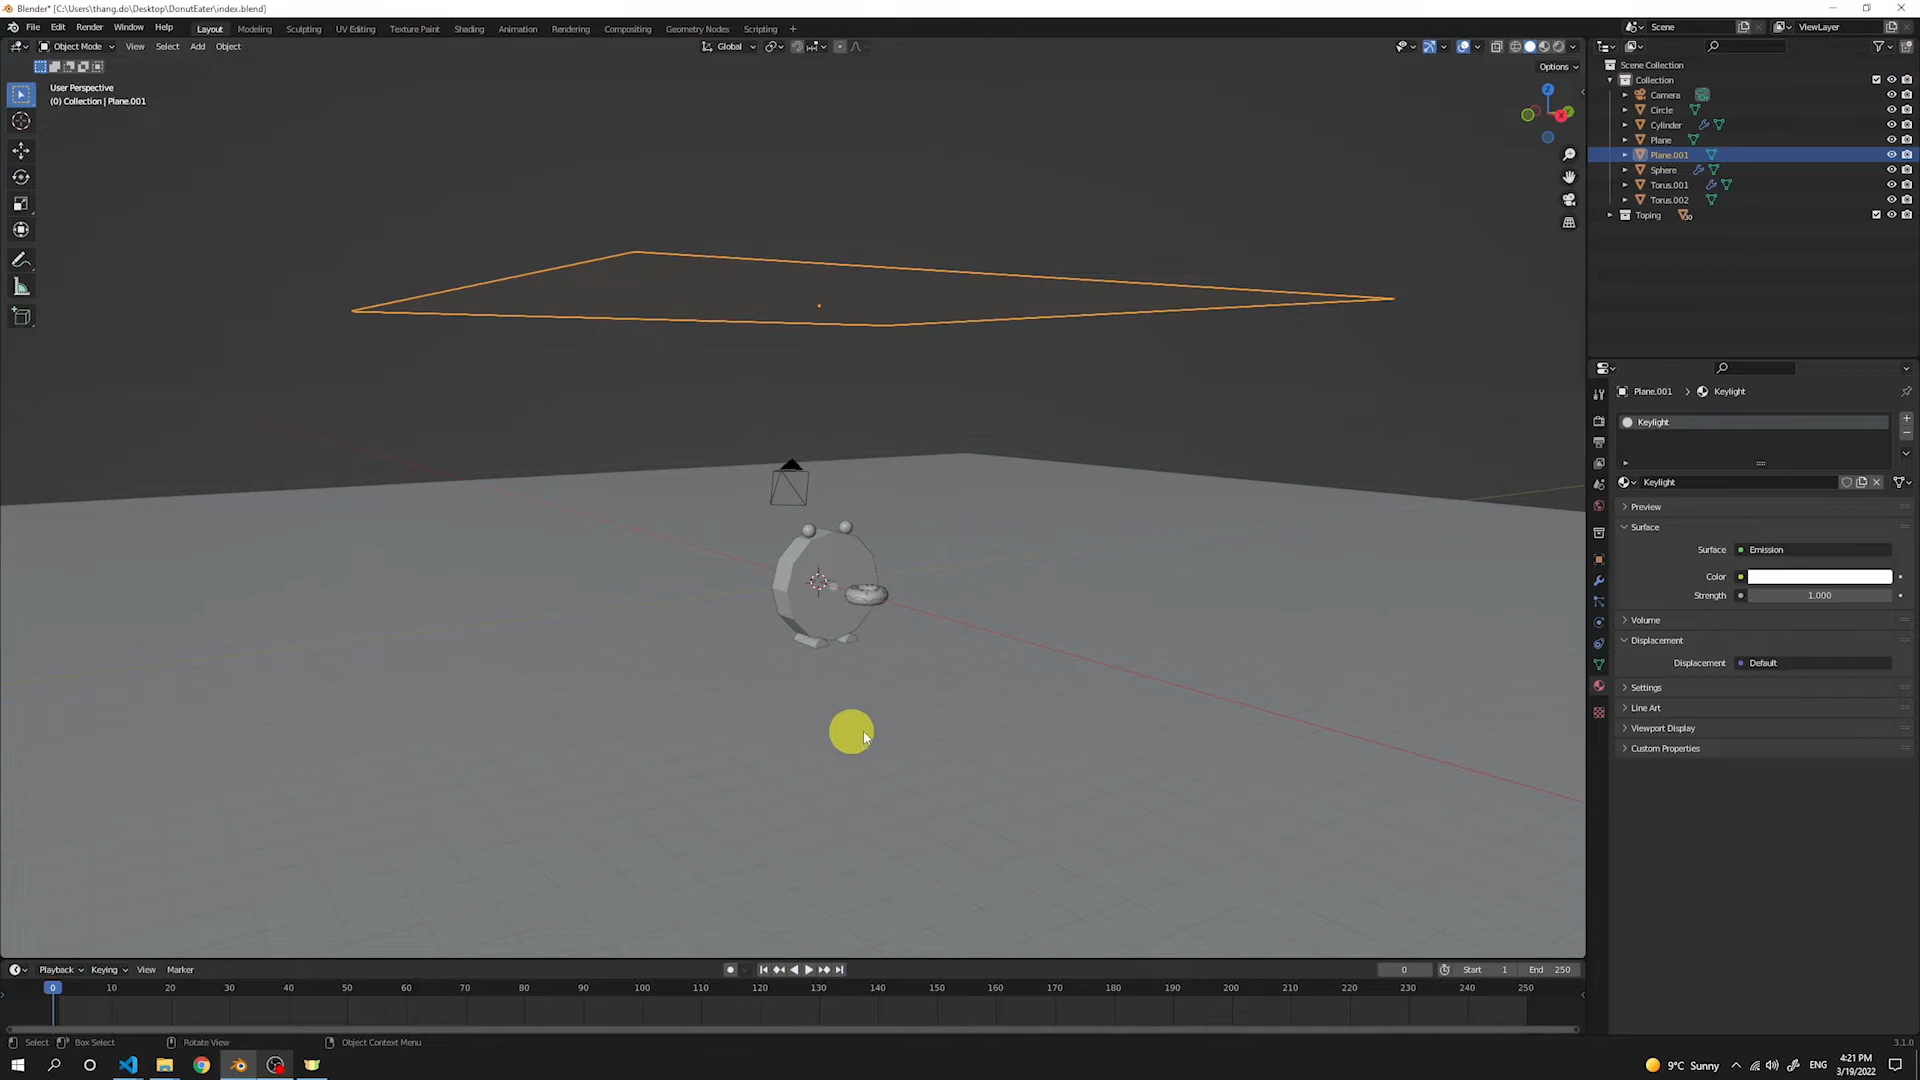 Blender* [C:\Users\thang.do\Desktop\DonutEater\index.blend]
File Edit Render Window Help
Layout Modeling Sculpting UV Editing Texture Paint Shading Animation Rendering Compositing Geometry Nodes Scripting +
Scene
ViewLayer
Object Mode View Select Add Object
Global
Options
User Perspective
(0) Collection | Plane.001
Z
X
Scene Collection
Collection
Camera
Circle
Cylinder
Plane
Plane.001
Sphere
Torus.001
Torus.002
Toping 30
Plane.001 > Keylight
Keylight
Keylight
Preview
Surface
Surface Emission
Color
Strength 1.000
Volume
Displacement
Displacement Default
Settings
Line Art
Viewport Display
Custom Properties
Playback Keying View Marker
0 Start 1 End 250
0 10 20 30 40 50 60 70 80 90 100 110 120 130 140 150 160 170 180 190 200 210 220 230 240 250
Select Box Select Rotate View Object Context Menu
3.1.0
9°C Sunny
ENG
4:21 PM
3/19/2022